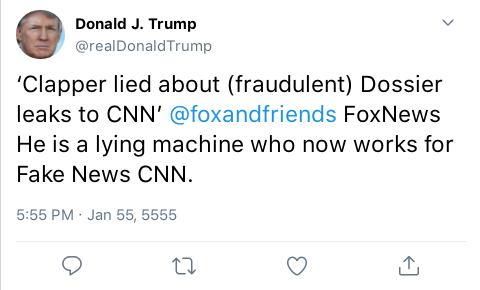 Donald J. Trump
@realDonaldTrump
‘Clapper lied about (fraudulent) Dossier
leaks to CNN’ @foxandfriends FoxNews
He is a lying machine who now works for
Fake News CNN.
5:55 PM · Jan 55, 5555